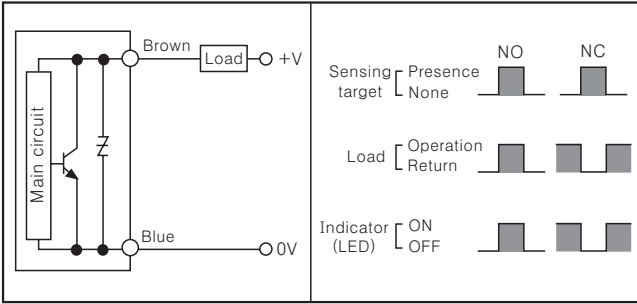 Main circuit
Brown
Load
+V
Blue
0V
NO NC
Sensing target
Presence
None
Load
Operation
Return
Indicator (LED)
ON
OFF